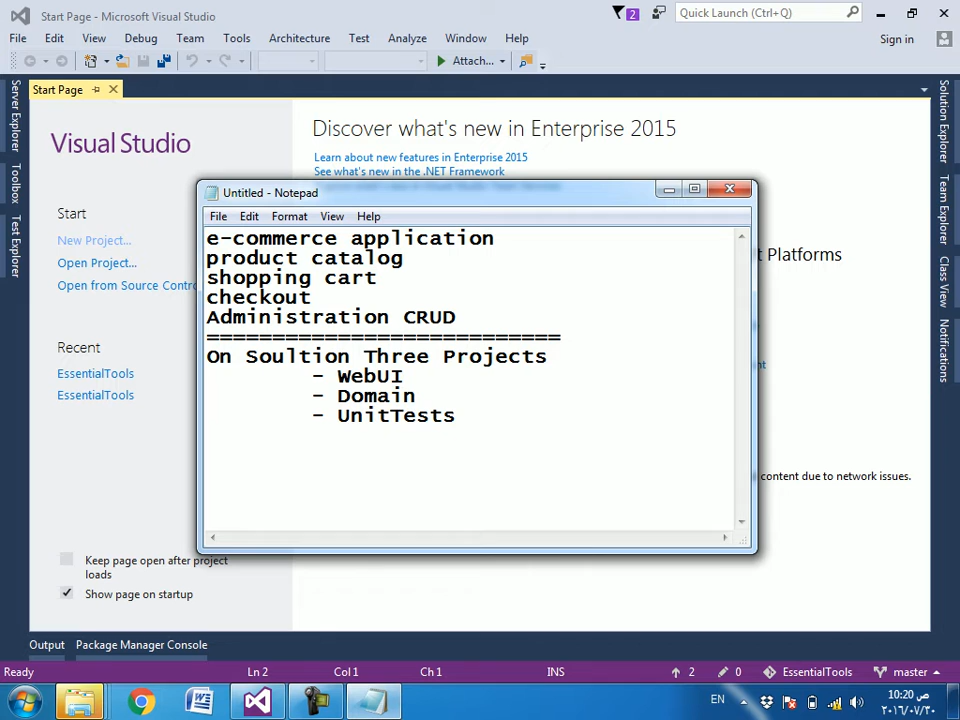 Start Page - Microsoft Visual Studio
2
Quick Launch (Ctrl+Q)
File Edit View Debug Team Tools Architecture Test Analyze Window Help
Sign in
Attach...
Start Page
Server Explorer
Toolbox
Test Explorer
Solution Explorer
Team Explorer
Class View
Notifications
Visual Studio
Discover what's new in Enterprise 2015
Learn about new features in Enterprise 2015
See what's new in the .NET Framework
Start
New Project...
Open Project...
Open from Source Contro
Recent
EssentialTools
EssentialTools
t Platforms
nt
content due to network issues.
Untitled - Notepad
File Edit Format View Help
e-commerce application
product catalog
shopping cart
checkout
Administration CRUD
===========================
On Soultion Three Projects
- WebUI
- Domain
- UnitTests
Keep page open after project
loads
Show page on startup
Output Package Manager Console
Ready Ln 2 Col 1 Ch 1 INS 2 0 EssentialTools master
EN
10:20 ص
٢٠١٦/٠٧/٢٠